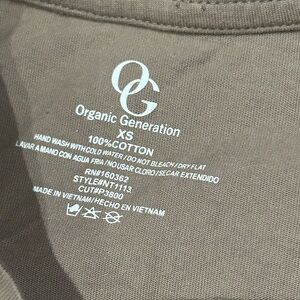 OG
Organic Generation
XS
100%COTTON
HAND WASH WITH COLD WATER / DO NOT BLEACH / DRY FLAT
LAVAR A MANO CON AGUA FRIA / NO USAR CLORO / SECAR EXTENDIDO
RN#160362
STYLE#NT1113
CUT#P3800
MADE IN VIETNAM/HECHO EN VIETNAM